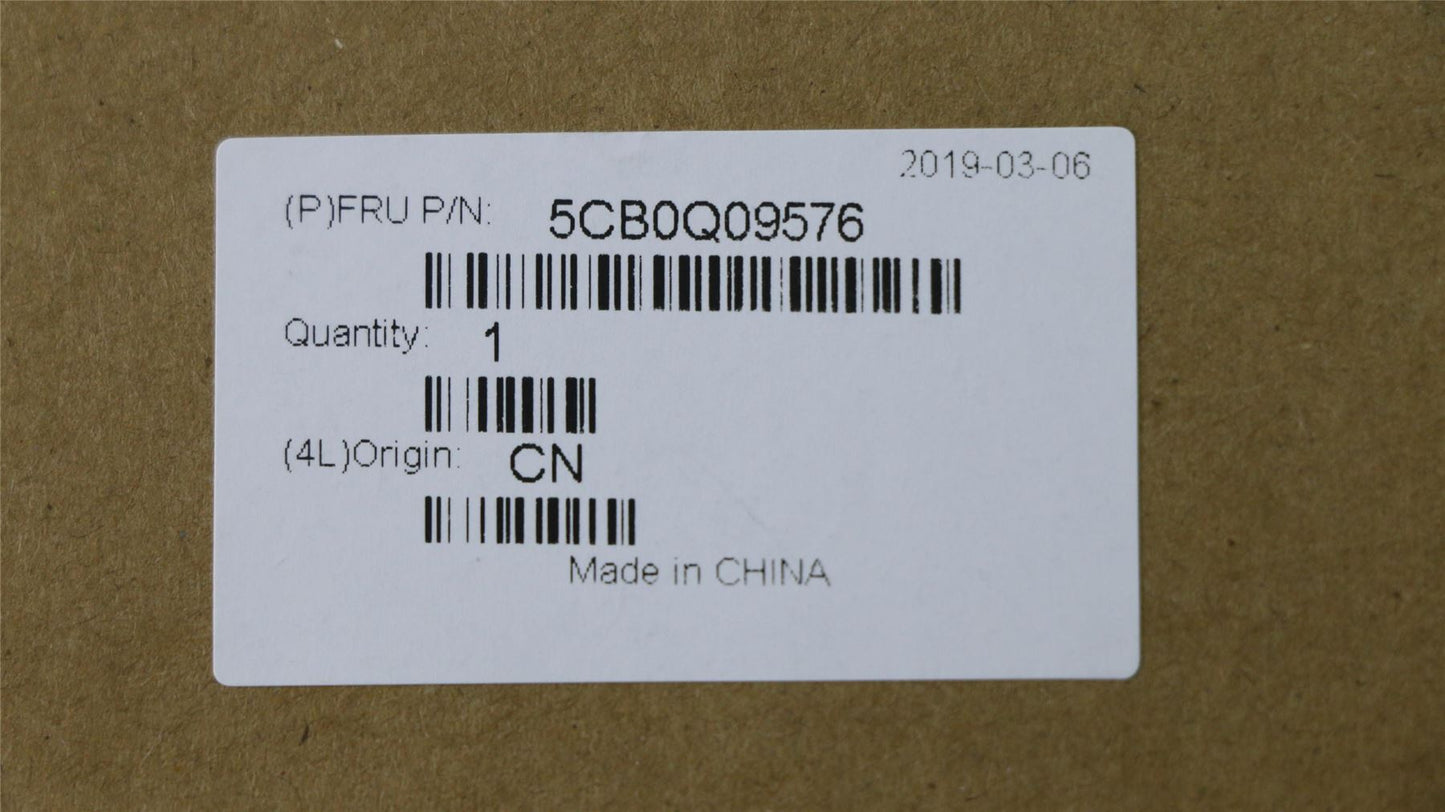 2019-03-06
(P)FRU P/N: 5CB0Q09576
Quantity: 1
(4L)Origin: CN
Made in CHINA